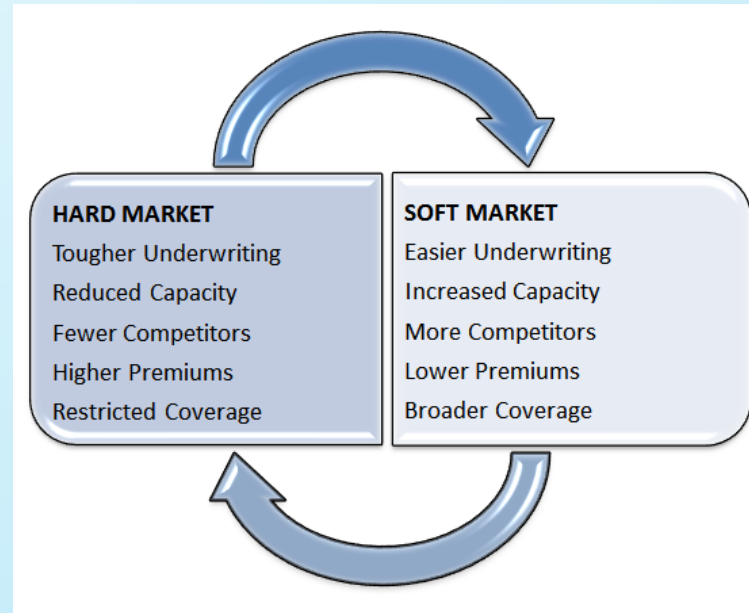 HARD MARKET
Tougher Underwriting
Reduced Capacity
Fewer Competitors
Higher Premiums
Restricted Coverage
SOFT MARKET
Easier Underwriting
Increased Capacity
More Competitors
Lower Premiums
Broader Coverage